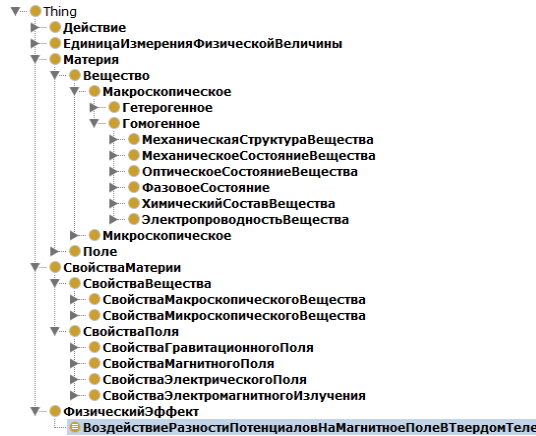 Thing
Действие
ЕдиницаИзмеренияФизическойВеличины
Материя
Вещество
Макроскопическое
Гетерогенное
Гомогенное
МеханическаяСтруктураВещества
МеханическоеСостояниеВещества
ОптическоеСостояниеВещества
ФазовоеСостояние
ХимическийСоставВещества
ЭлектропроводностьВещества
Микроскопическое
Поле
СвойстваМатерии
СвойстваВещества
СвойстваМакроскопическогоВещества
СвойстваМикроскопическогоВещества
СвойстваПоля
СвойстваГравитационногоПоля
СвойстваМагнитногоПоля
СвойстваЭлектрическогоПоля
СвойстваЭлектромагнитногоИзлучения
ФизическийЭффект
ВоздействиеРазностиПотенциаловНаМагнитноеПолеВТвердомТеле